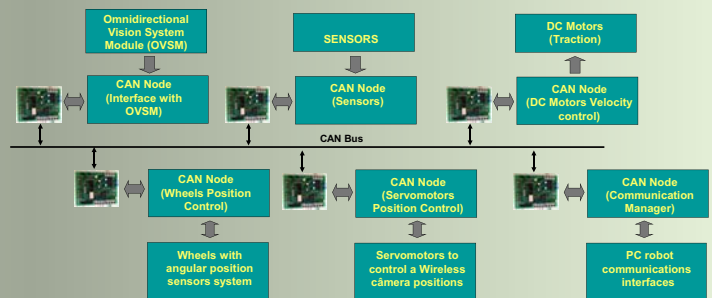 Omnidirectional
Vision System
Module (OVSM)
SENSORS
DC Motors
(Traction)
CAN Node
(Interface with
OVSM)
CAN Node
(Sensors)
CAN Node
(DC Motors Velocity
control)
CAN Bus
CAN Node
(Wheels Position
Control)
CAN Node
(Servomotors
Position Control)
CAN Node
(Communication
Manager)
Wheels with
angular position
sensors system
Servomotors to
control a Wireless
câmera positions
PC robot
communications
interfaces